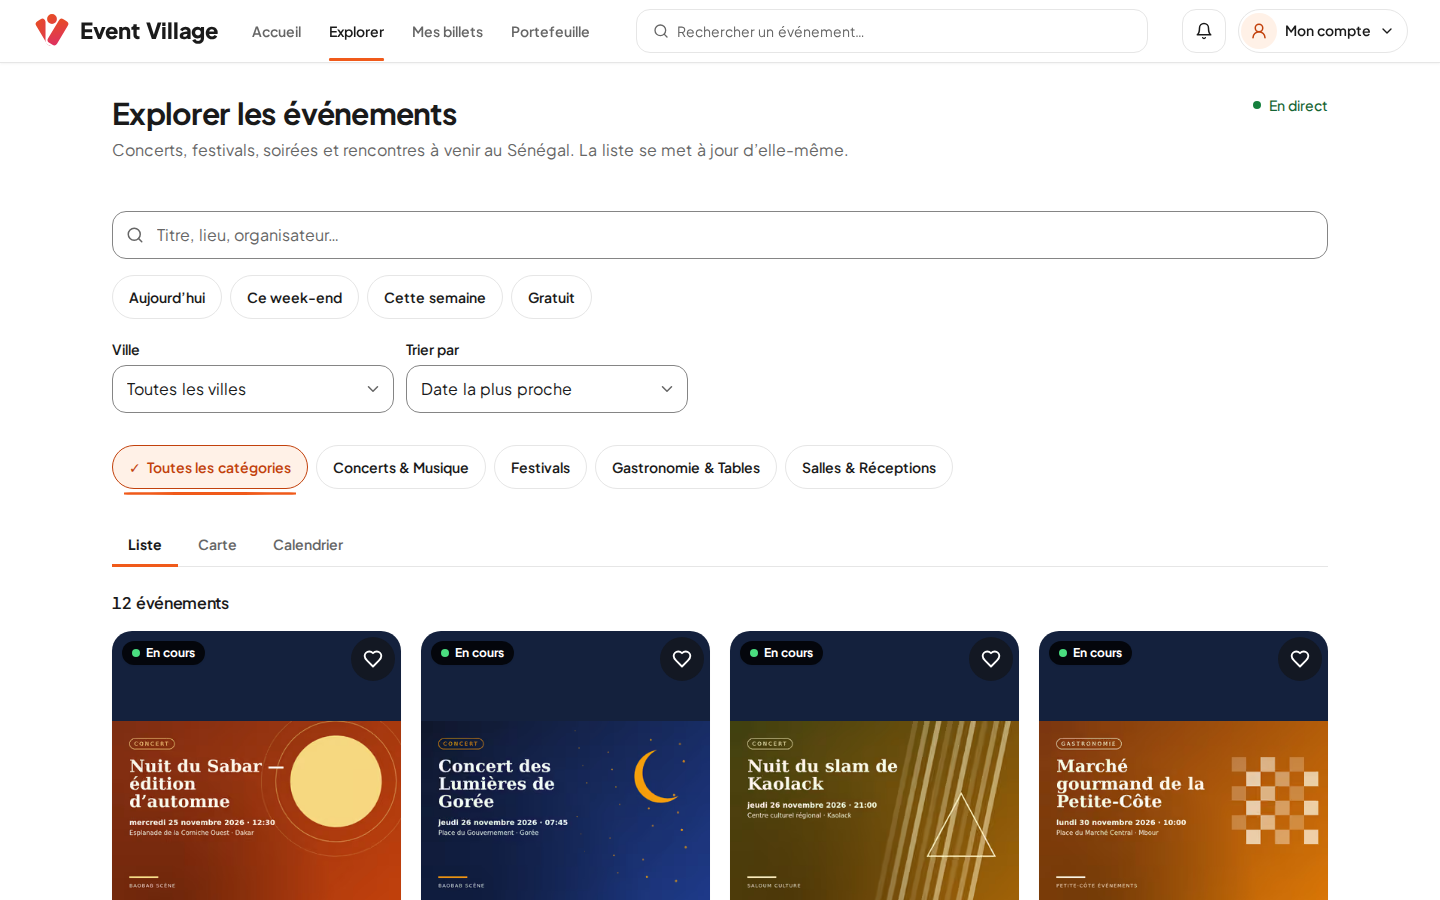 Event Village
Accueil
Explorer
Mes billets
Portefeuille
Rechercher un événement...
Mon compte
Explorer les événements
En direct
Concerts, festivals, soirées et rencontres à venir au Sénégal. La liste se met à jour d’elle-même.
Titre, lieu, organisateur...
Aujourd’hui
Ce week-end
Cette semaine
Gratuit
Ville
Trier par
Toutes les villes
Date la plus proche
✓ Toutes les catégories
Concerts & Musique
Festivals
Gastronomie & Tables
Salles & Réceptions
Liste
Carte
Calendrier
12 événements
En cours
CONCERT
Nuit du Sabar —
édition
d’automne
mercredi 25 novembre 2026 · 12:30
Esplanade de la Corniche Ouest · Dakar
BAOBAB SCÈNE
En cours
CONCERT
Concert des
Lumières de
Gorée
jeudi 26 novembre 2026 · 07:45
Place du Gouvernement · Gorée
BAOBAB SCÈNE
En cours
CONCERT
Nuit du slam de
Kaolack
jeudi 26 novembre 2026 · 21:00
Centre culturel régional · Kaolack
SALOUM CULTURE
En cours
GASTRONOMIE
Marché
gourmand de la
Petite-Côte
lundi 30 novembre 2026 · 10:00
Place du Marché Central · Mbour
PETITE-CÔTE ÉVÉNEMENTS